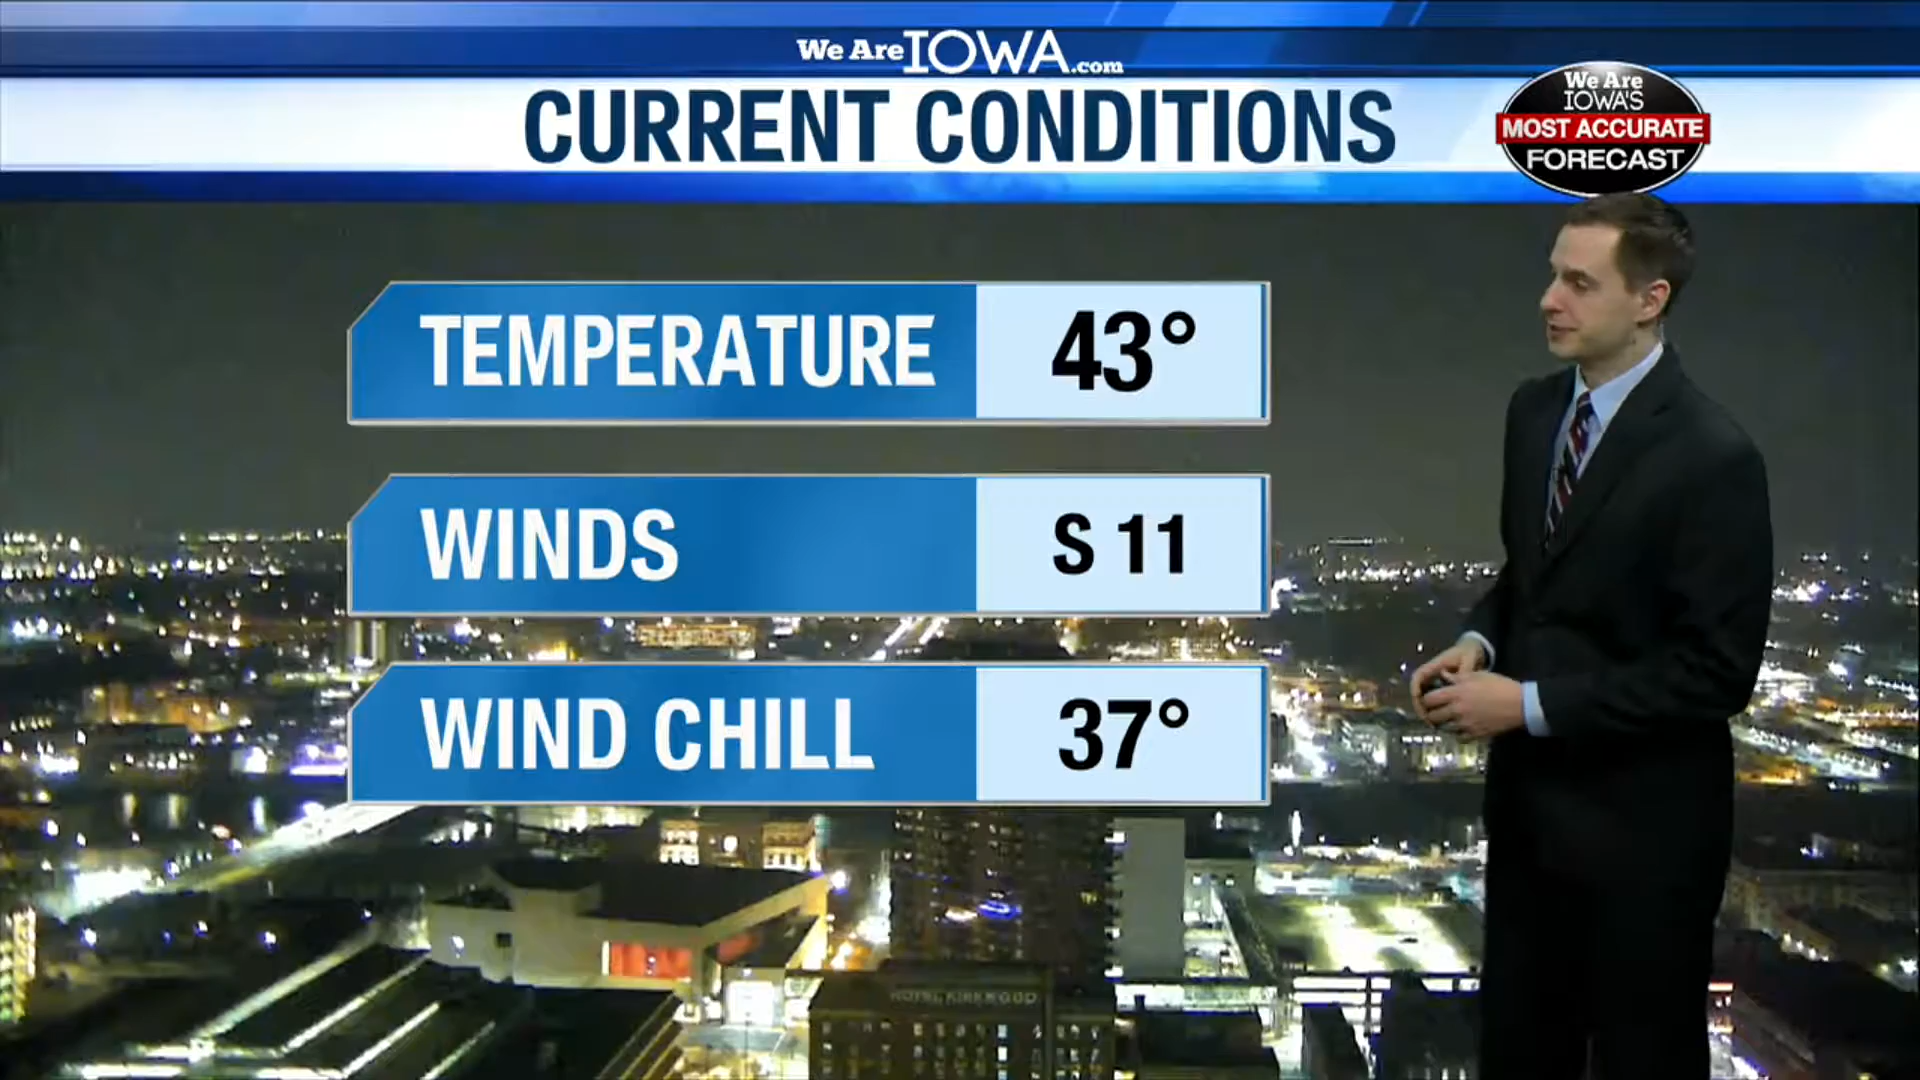 We Are IOWA.com
CURRENT CONDITIONS
We Are
IOWA'S
MOST ACCURATE
FORECAST
TEMPERATURE 43°
WINDS S 11
WIND CHILL 37°
HOTEL KIRKWOOD